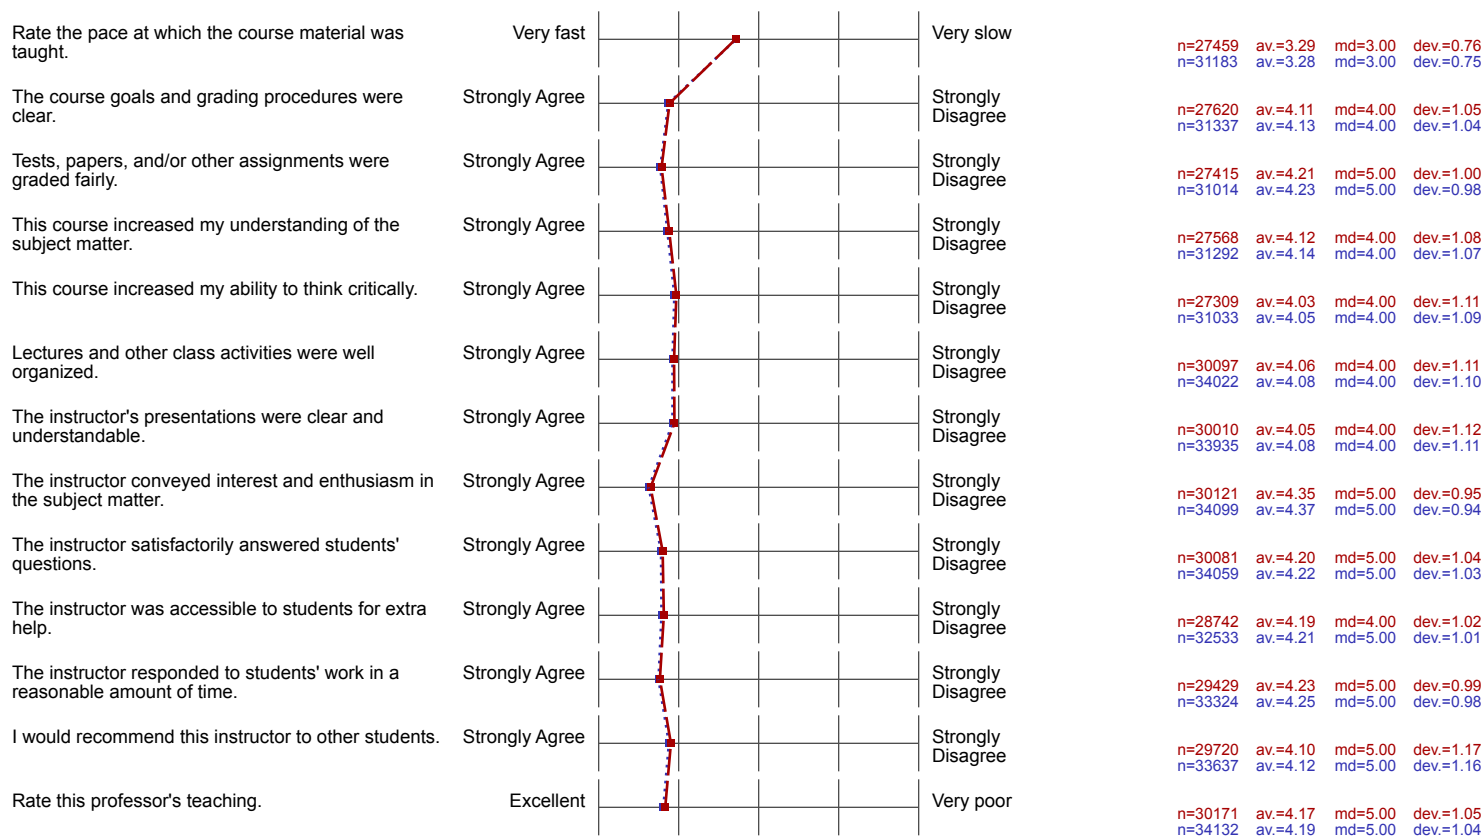 Rate the pace at which the course material was
taught.
Very fast
Very slow
n=27459 av.=3.29 md=3.00 dev.=0.76
n=31183 av.=3.28 md=3.00 dev.=0.75
The course goals and grading procedures were
clear.
Strongly Agree
Strongly
Disagree
n=27620 av.=4.11 md=4.00 dev.=1.05
n=31337 av.=4.13 md=4.00 dev.=1.04
Tests, papers, and/or other assignments were
graded fairly.
Strongly Agree
Strongly
Disagree
n=27415 av.=4.21 md=5.00 dev.=1.00
n=31014 av.=4.23 md=5.00 dev.=0.98
This course increased my understanding of the
subject matter.
Strongly Agree
Strongly
Disagree
n=27568 av.=4.12 md=4.00 dev.=1.08
n=31292 av.=4.14 md=4.00 dev.=1.07
This course increased my ability to think critically.
Strongly Agree
Strongly
Disagree
n=27309 av.=4.03 md=4.00 dev.=1.11
n=31033 av.=4.05 md=4.00 dev.=1.09
Lectures and other class activities were well
organized.
Strongly Agree
Strongly
Disagree
n=30097 av.=4.06 md=4.00 dev.=1.11
n=34022 av.=4.08 md=4.00 dev.=1.10
The instructor's presentations were clear and
understandable.
Strongly Agree
Strongly
Disagree
n=30010 av.=4.05 md=4.00 dev.=1.12
n=33935 av.=4.08 md=4.00 dev.=1.11
The instructor conveyed interest and enthusiasm in
the subject matter.
Strongly Agree
Strongly
Disagree
n=30121 av.=4.35 md=5.00 dev.=0.95
n=34099 av.=4.37 md=5.00 dev.=0.94
The instructor satisfactorily answered students'
questions.
Strongly Agree
Strongly
Disagree
n=30081 av.=4.20 md=5.00 dev.=1.04
n=34059 av.=4.22 md=5.00 dev.=1.03
The instructor was accessible to students for extra
help.
Strongly Agree
Strongly
Disagree
n=28742 av.=4.19 md=4.00 dev.=1.02
n=32533 av.=4.21 md=5.00 dev.=1.01
The instructor responded to students' work in a
reasonable amount of time.
Strongly Agree
Strongly
Disagree
n=29429 av.=4.23 md=5.00 dev.=0.99
n=33324 av.=4.25 md=5.00 dev.=0.98
I would recommend this instructor to other students.
Strongly Agree
Strongly
Disagree
n=29720 av.=4.10 md=5.00 dev.=1.17
n=33637 av.=4.12 md=5.00 dev.=1.16
Rate this professor's teaching.
Excellent
Very poor
n=30171 av.=4.17 md=5.00 dev.=1.05
n=34132 av.=4.19 md=5.00 dev.=1.04